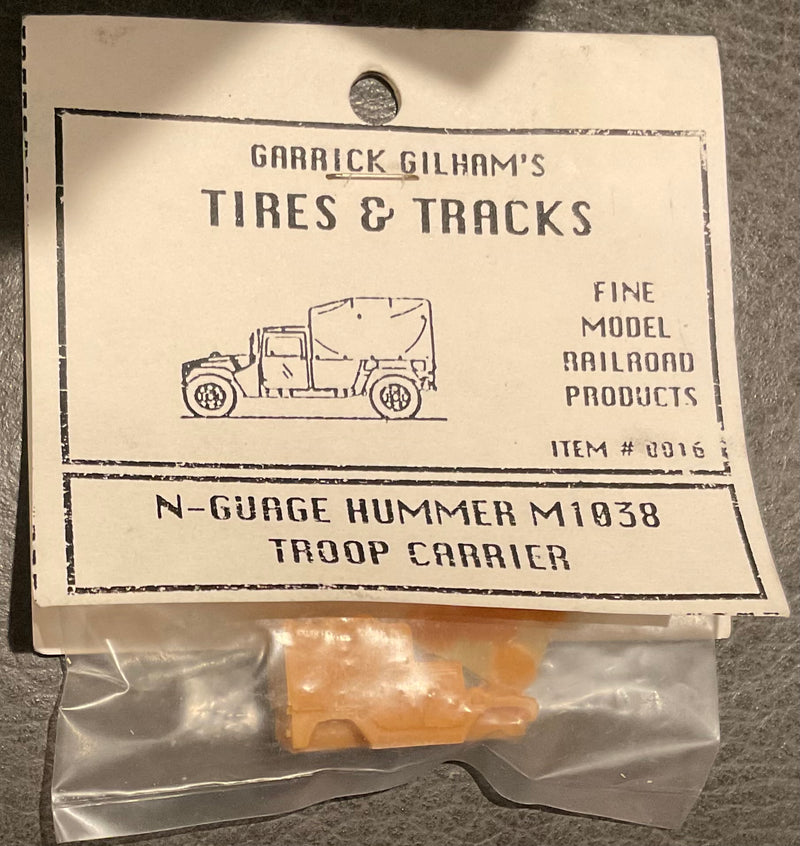 GARRICK GILHAM'S
TIRES & TRACKS
FINE
MODEL
RAILROAD
PRODUCTS
ITEM # 0016
N-GUAGE HUMMER M1038
TROOP CARRIER